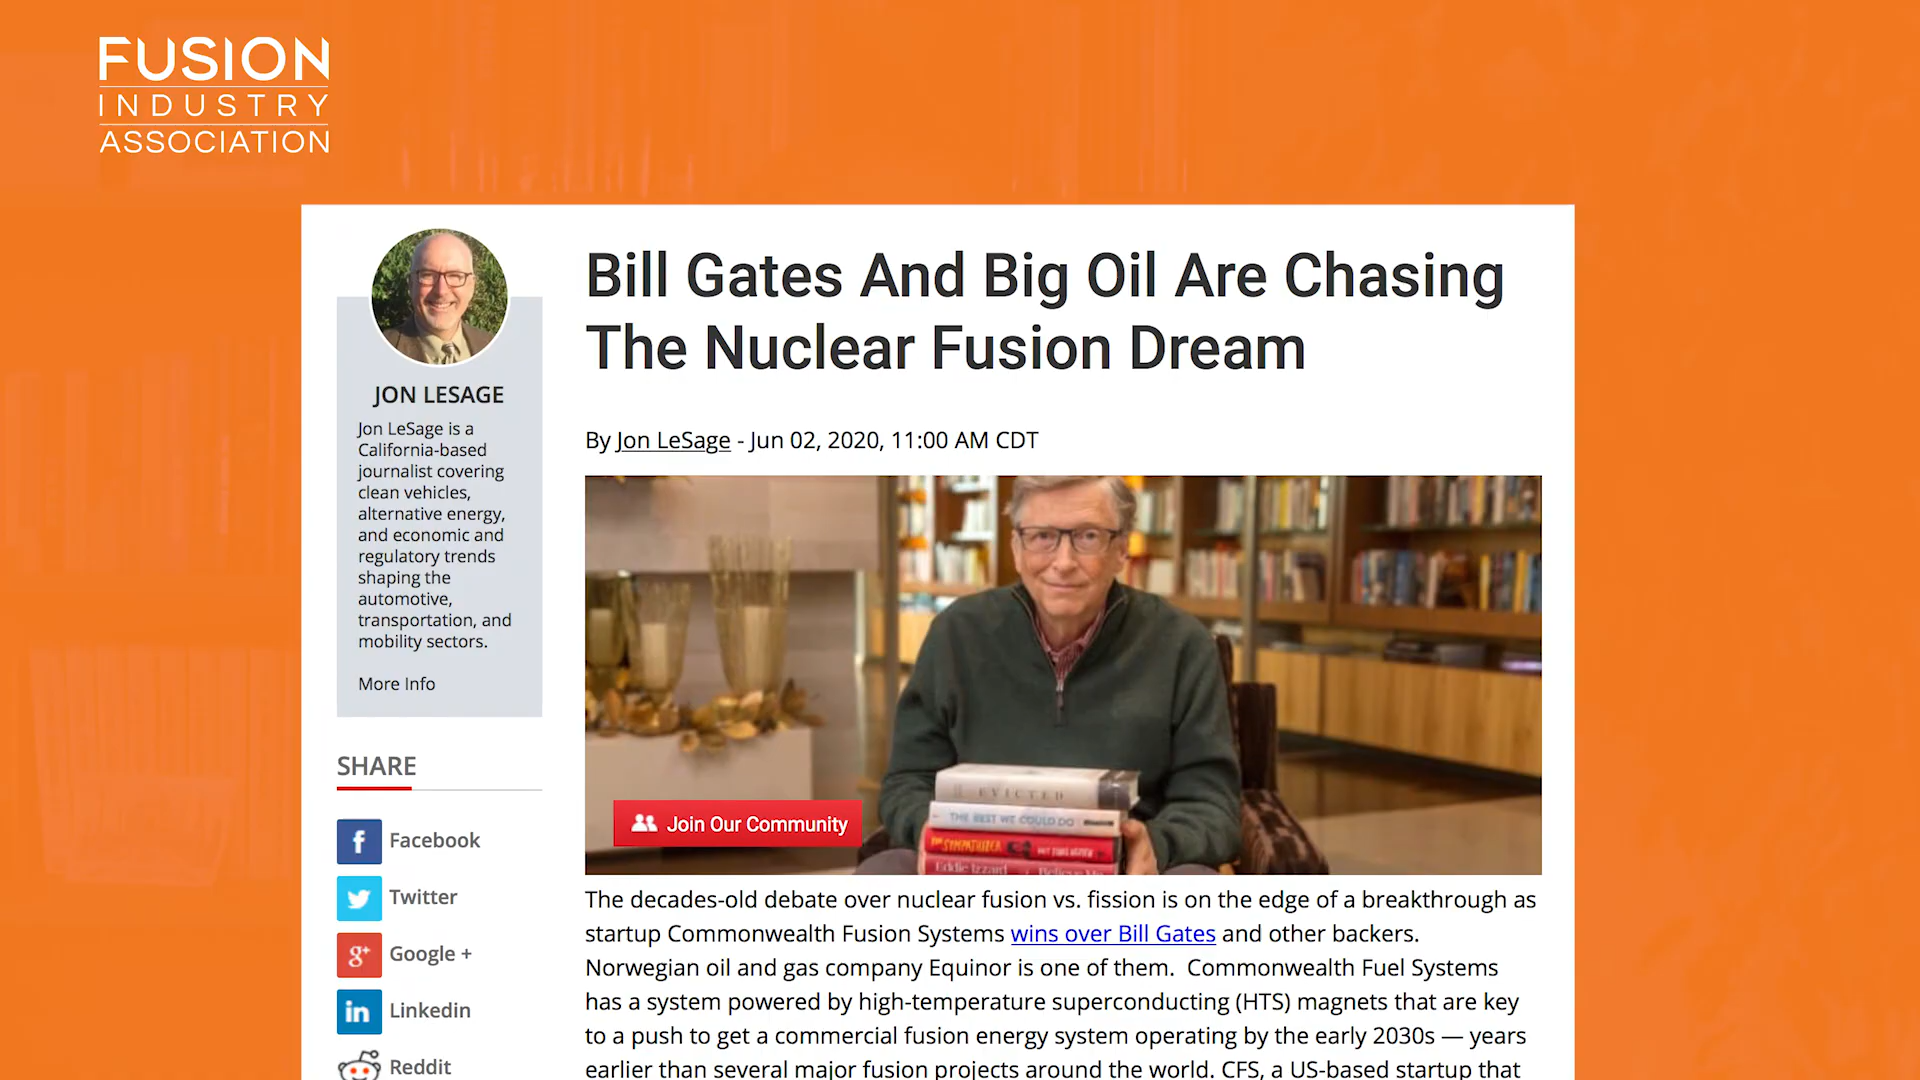 FUSION
INDUSTRY
ASSOCIATION
JON LESAGE
Jon LeSage is a
California-based
journalist covering
clean vehicles,
alternative energy,
and economic and
regulatory trends
shaping the
automotive,
transportation, and
mobility sectors.
More Info
SHARE
Facebook
Twitter
Google +
Linkedin
Reddit
Bill Gates And Big Oil Are Chasing
The Nuclear Fusion Dream
By Jon LeSage - Jun 02, 2020, 11:00 AM CDT
EVICTED
THE BEST WE COULD DO
THE SYMPATHIZER
Eddie Izzard Believe Me
Join Our Community
The decades-old debate over nuclear fusion vs. fission is on the edge of a breakthrough as
startup Commonwealth Fusion Systems wins over Bill Gates and other backers.
Norwegian oil and gas company Equinor is one of them. Commonwealth Fuel Systems
has a system powered by high-temperature superconducting (HTS) magnets that are key
to a push to get a commercial fusion energy system operating by the early 2030s — years
earlier than several major fusion projects around the world. CFS, a US-based startup that